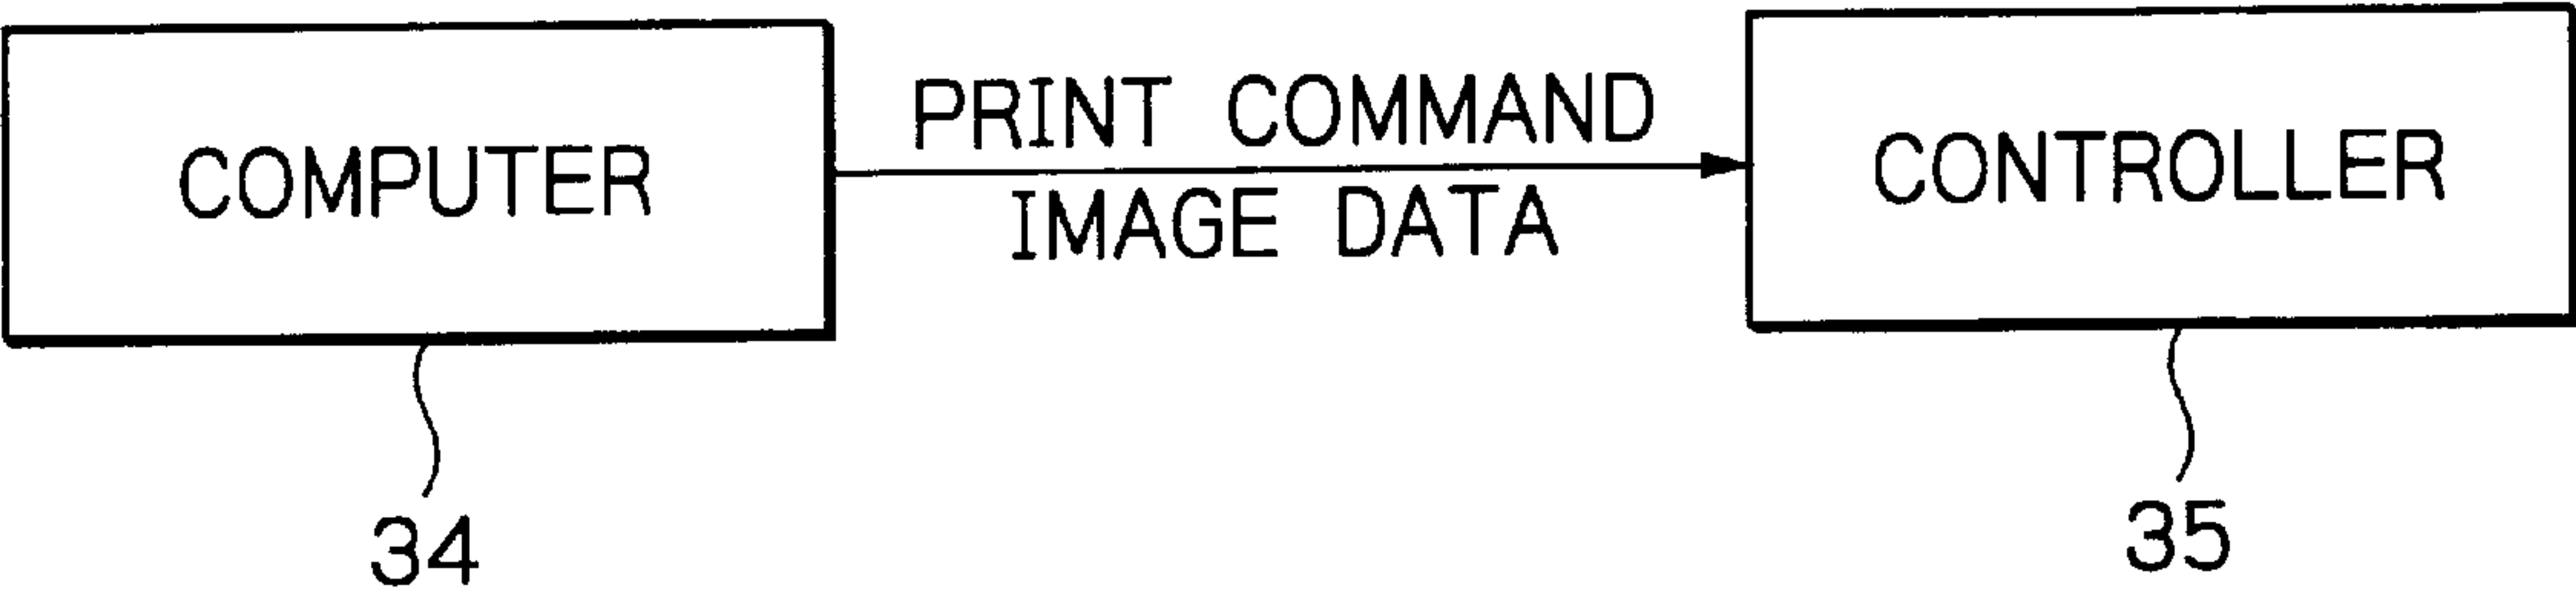 PRINT COMMAND
COMPUTER
CONTROLLER
IMAGE DATA
34
35